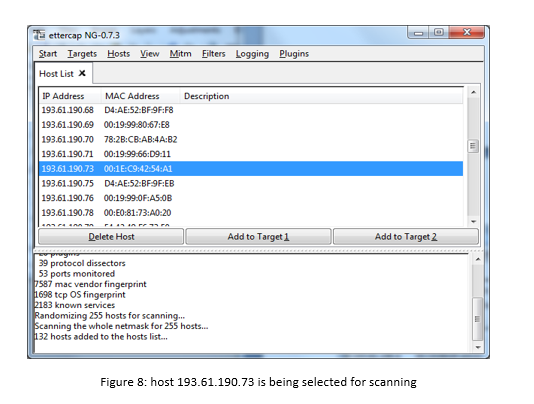 ettercap NG-0.7.3
Start Targets Hosts View Mitm Filters Logging Plugins
Host List X
IP Address MAC Address Description
193.61.190.68 D4:AE:52:BF:9F:F8
193.61.190.69 00:19:99:80:67:E8
193.61.190.70 78:2B:CB:AB:4A:B2
193.61.190.71 00:19:99:66:D9:11
193.61.190.73 00:1E:C9:42:54:A1
193.61.190.75 D4:AE:52:BF:9F:EB
193.61.190.76 00:19:99:0F:A5:0B
193.61.190.78 00:E0:81:73:A0:20
Delete Host Add to Target 1 Add to Target 2
plugins
39 protocol dissectors
53 ports monitored
7587 mac vendor fingerprint
1698 tcp OS fingerprint
2183 known services
Randomizing 255 hosts for scanning...
Scanning the whole netmask for 255 hosts...
132 hosts added to the hosts list...
Figure 8: host 193.61.190.73 is being selected for scanning